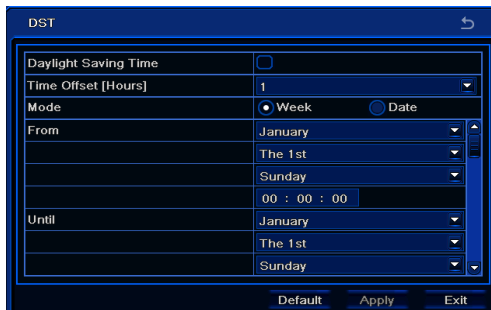 DST
Daylight Saving Time
Time Offset [Hours] 1
Mode Week Date
From January
The 1st
Sunday
00 : 00 : 00
Until January
The 1st
Sunday
Default Apply Exit